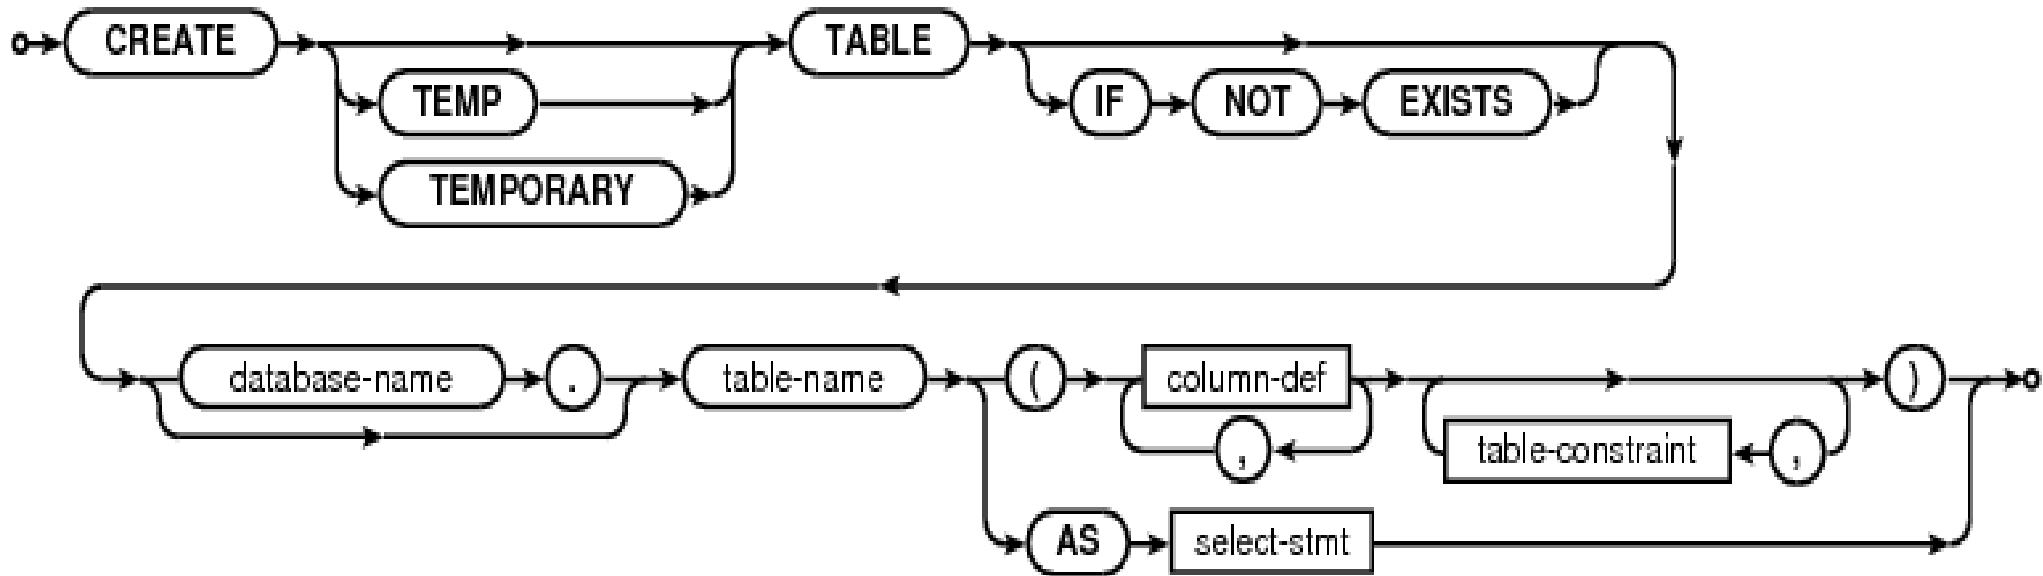 CREATE TABLE
TEMP IF NOT EXISTS
TEMPORARY
database-name . table-name ( column-def )
, table-constraint ,
AS select-stmt